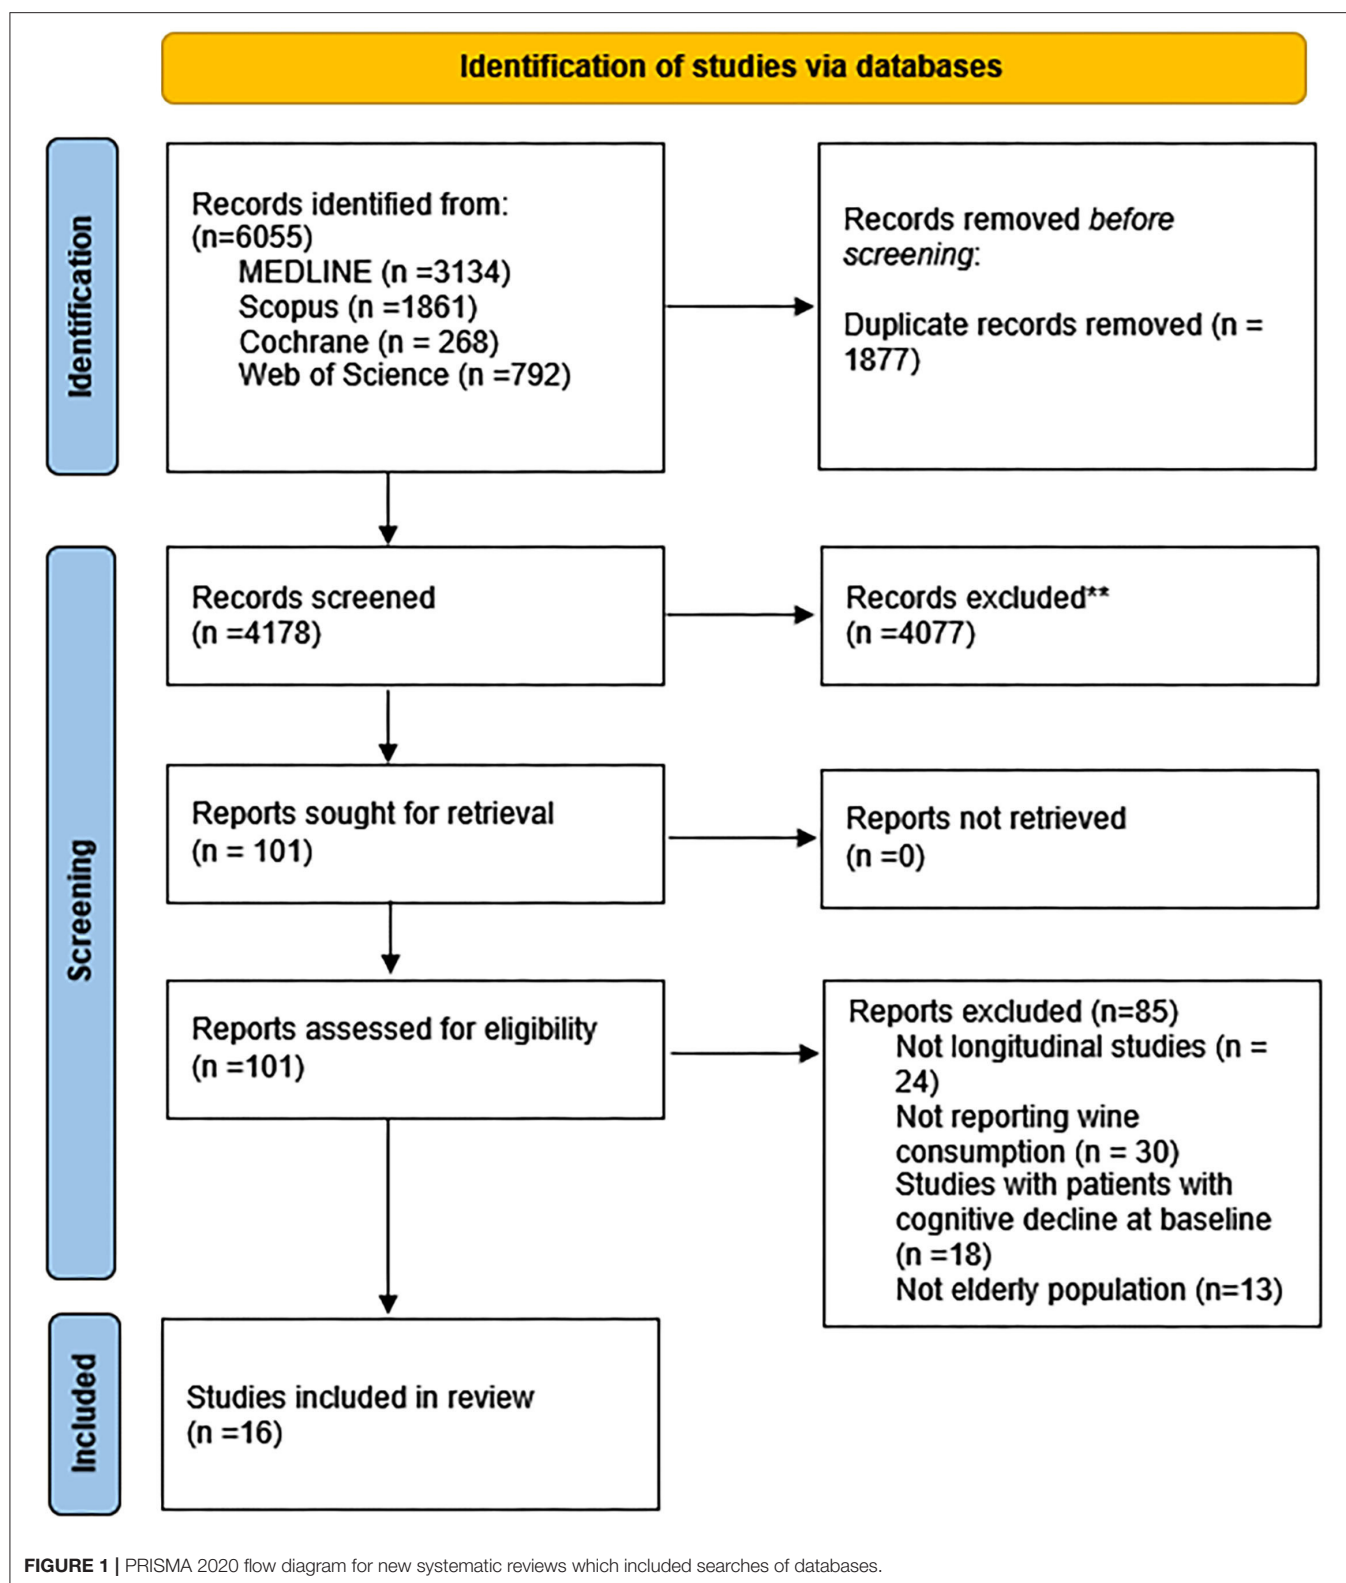 Identification of studies via databases
Identification
Records identified from:
(n=6055)
MEDLINE (n =3134)
Scopus (n =1861)
Cochrane (n = 268)
Web of Science (n =792)
Records removed before
screening:
Duplicate records removed (n =
1877)
Screening
Records screened
(n =4178)
Records excluded**
(n =4077)
Reports sought for retrieval
(n = 101)
Reports not retrieved
(n =0)
Reports assessed for eligibility
(n =101)
Reports excluded (n=85)
Not longitudinal studies (n =
24)
Not reporting wine
consumption (n = 30)
Studies with patients with
cognitive decline at baseline
(n =18)
Not elderly population (n=13)
Included
Studies included in review
(n =16)
FIGURE 1 | PRISMA 2020 flow diagram for new systematic reviews which included searches of databases.